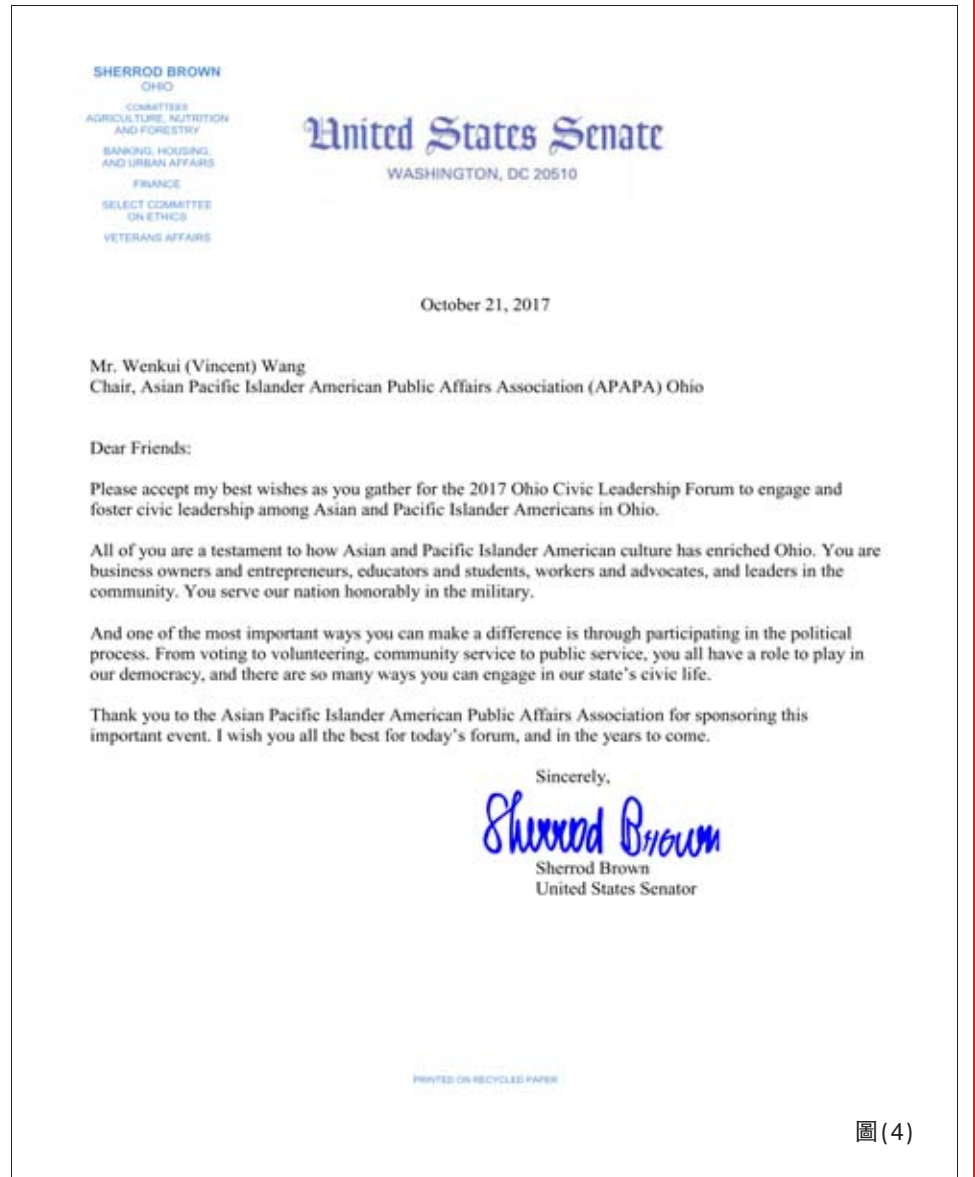 SHERROD BROWN
OHIO
COMMITTEES
AGRICULTURE, NUTRITION
AND FORESTRY
BANKING, HOUSING,
AND URBAN AFFAIRS
FINANCE
SELECT COMMITTEE
ON ETHICS
VETERANS AFFAIRS
United States Senate
WASHINGTON, DC 20510
October 21, 2017
Mr. Wenkui (Vincent) Wang
Chair, Asian Pacific Islander American Public Affairs Association (APAPA) Ohio
Dear Friends:
Please accept my best wishes as you gather for the 2017 Ohio Civic Leadership Forum to engage and
foster civic leadership among Asian and Pacific Islander Americans in Ohio.
All of you are a testament to how Asian and Pacific Islander American culture has enriched Ohio. You are
business owners and entrepreneurs, educators and students, workers and advocates, and leaders in the
community. You serve our nation honorably in the military.
And one of the most important ways you can make a difference is through participating in the political
process. From voting to volunteering, community service to public service, you all have a role to play in
our democracy, and there are so many ways you can engage in our state's civic life.
Thank you to the Asian Pacific Islander American Public Affairs Association for sponsoring this
important event. I wish you all the best for today's forum, and in the years to come.
Sincerely,
Sherrod Brown
Sherrod Brown
United States Senator
PRINTED ON RECYCLED PAPER
圖(4)